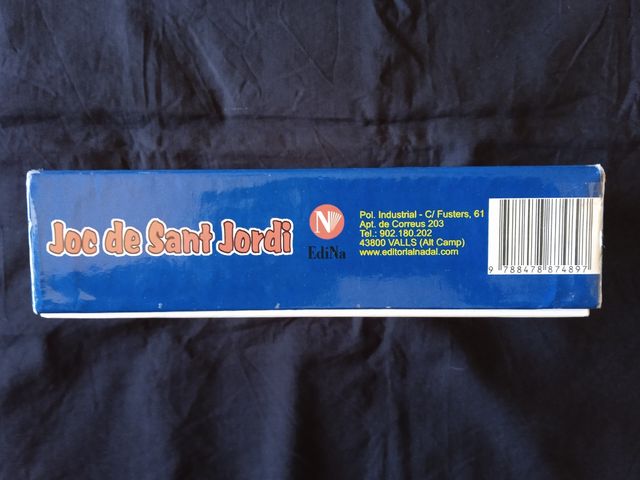 Joc de Sant Jordi
N
EdiNa
Pol. Industrial - C/ Fusters, 61
Apt. de Correus 203
Tel.: 902.180.202
43800 VALLS (Alt Camp)
www.editorialnadal.com
9 788478 874897